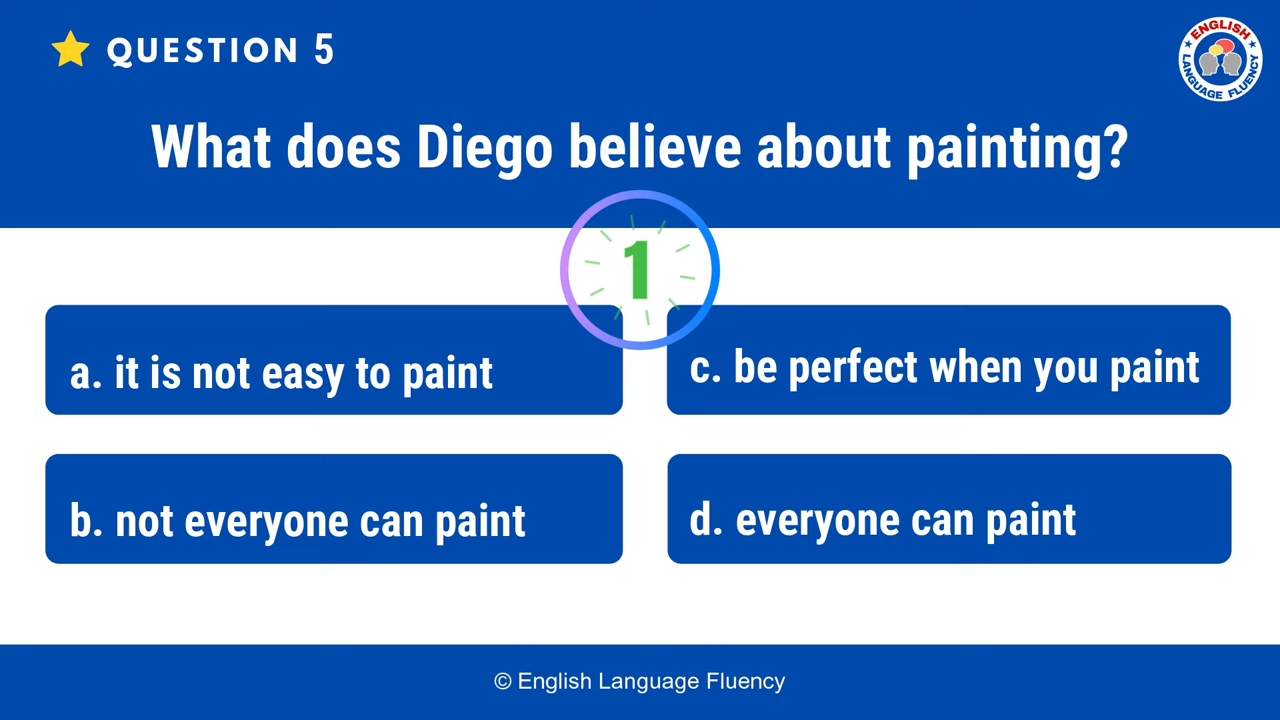 QUESTION 5
ENGLISH
LANGUAGE FLUENCY
What does Diego believe about painting?
1
a. it is not easy to paint
b. not everyone can paint
c. be perfect when you paint
d. everyone can paint
© English Language Fluency